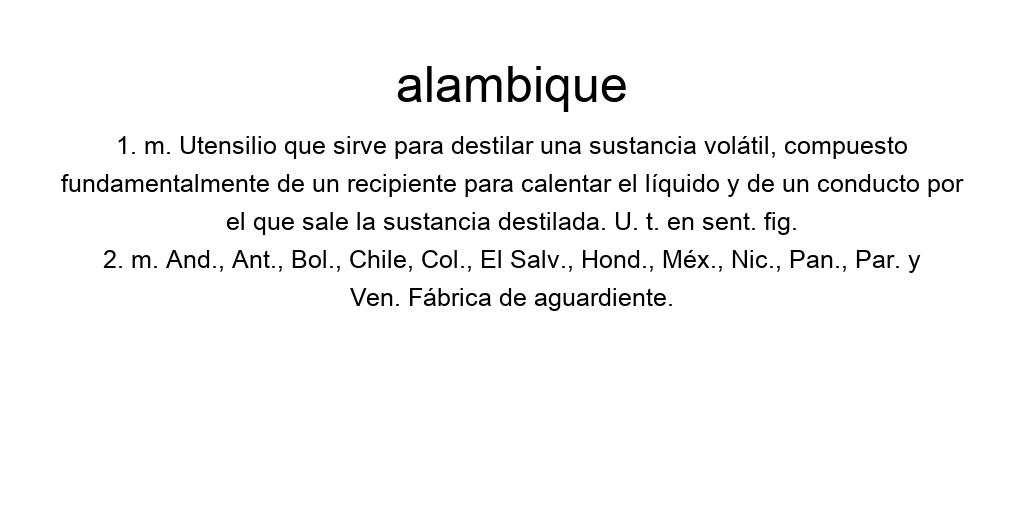 alambique
1. m. Utensilio que sirve para destilar una sustancia volátil, compuesto
fundamentalmente de un recipiente para calentar el líquido y de un conducto por
el que sale la sustancia destilada. U. t. en sent. fig.
2. m. And., Ant., Bol., Chile, Col., El Salv., Hond., Méx., Nic., Pan., Par. y
Ven. Fábrica de aguardiente.